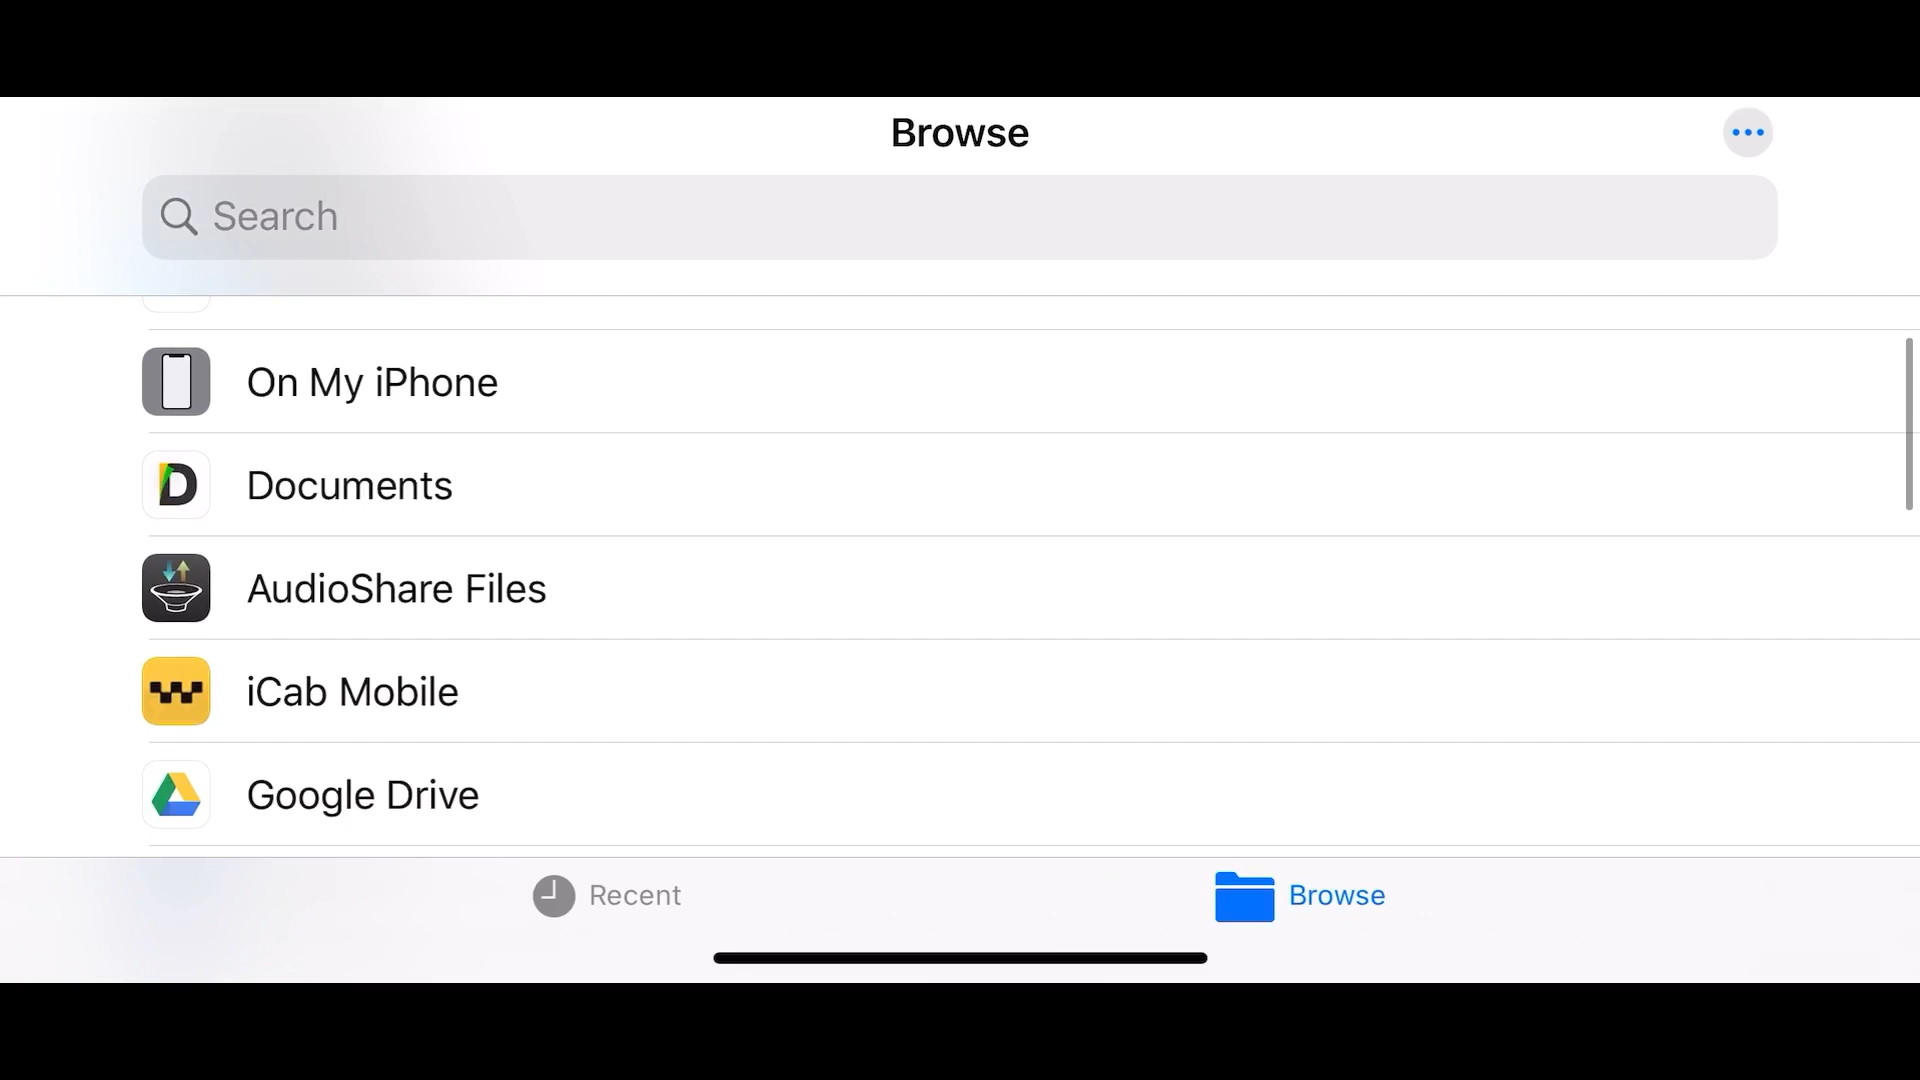 Browse
Search
On My iPhone
Documents
AudioShare Files
iCab Mobile
Google Drive
Recent
Browse